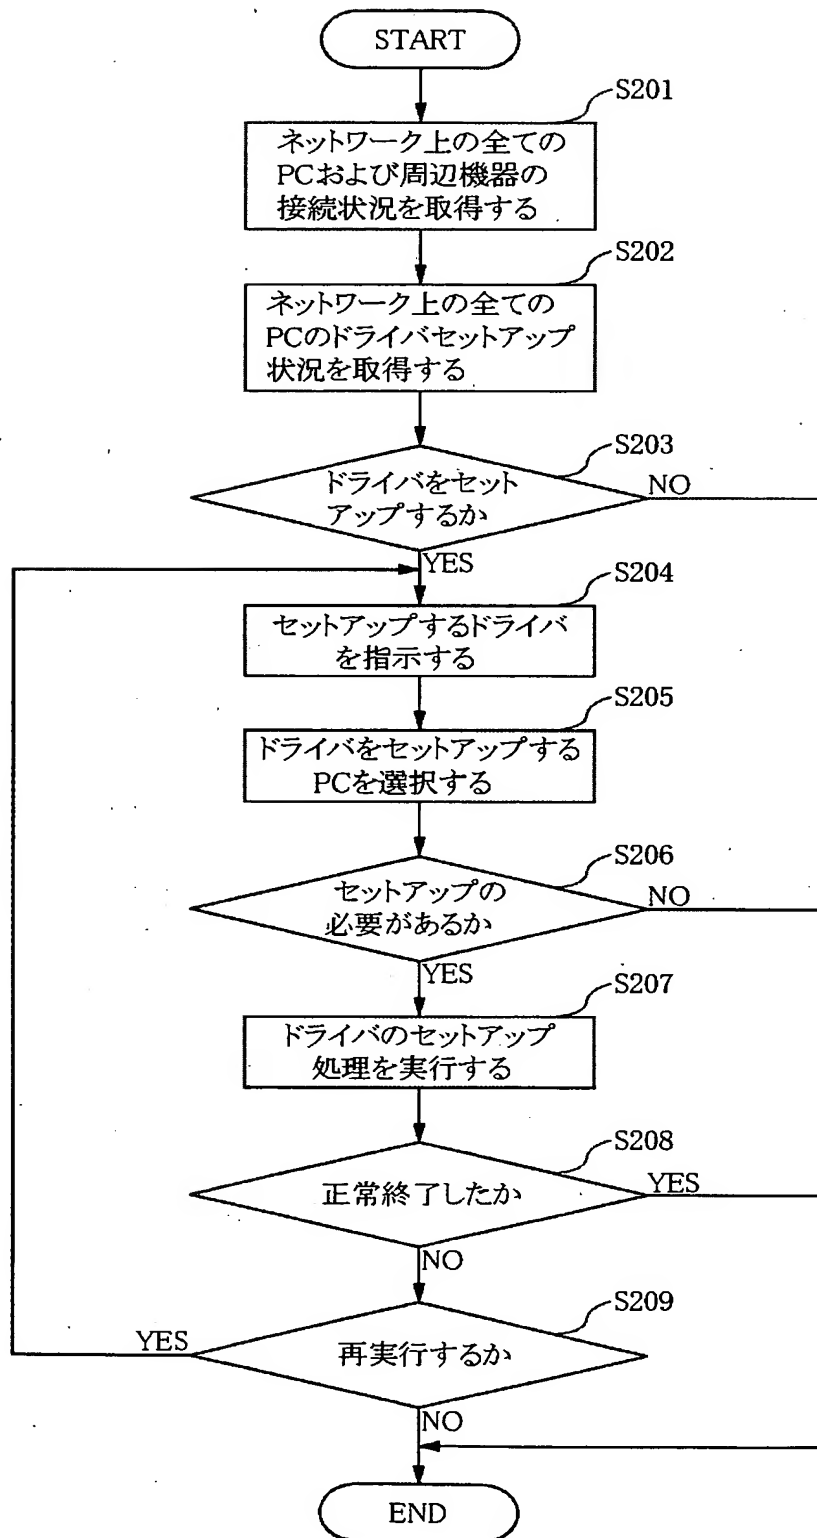 START
S201
ネットワーク上の全ての
PCおよび周辺機器の
接続状況を取得する
S202
ネットワーク上の全ての
PCのドライバセットアップ
状況を取得する
S203
ドライバをセット
アップするか
NO
YES
S204
セットアップするドライバ
を指示する
S205
ドライバをセットアップする
PCを選択する
S206
セットアップの
必要があるか
NO
YES
S207
ドライバのセットアップ
処理を実行する
S208
正常終了したか
YES
NO
S209
再実行するか
YES
NO
END